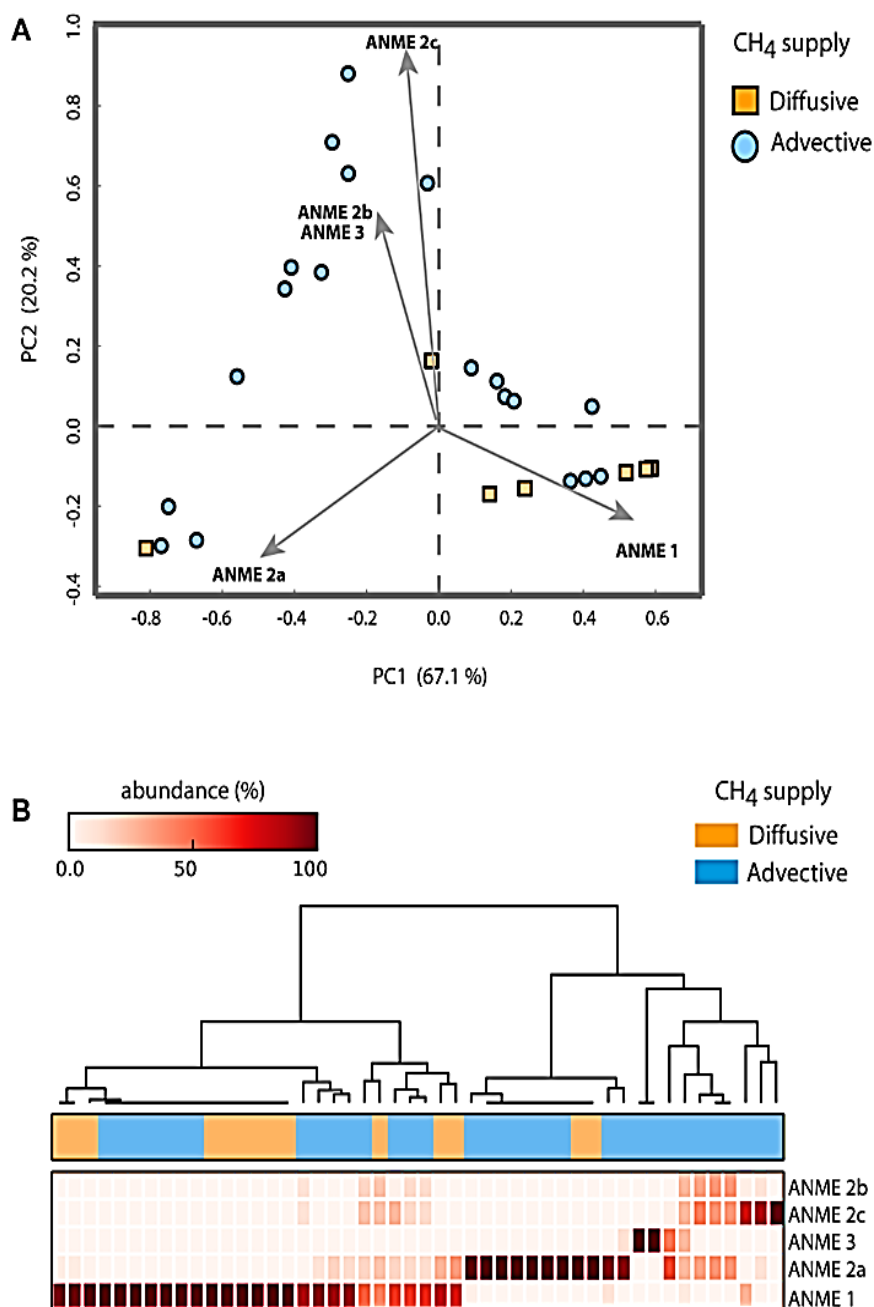 A
CH4 supply
Diffusive
Advective
ANME 2c
ANME 2b
ANME 3
ANME 2a
ANME 1
PC2 (20.2 %)
1.0
0.8
0.6
0.4
0.2
0.0
-0.2
-0.4
-0.8
-0.6
-0.4
-0.2
0.0
0.2
0.4
0.6
PC1 (67.1 %)
B
abundance (%)
0.0 50 100
CH4 supply
Diffusive
Advective
ANME 2b
ANME 2c
ANME 3
ANME 2a
ANME 1